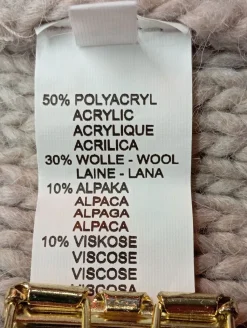 50% POLYACRYL
ACRYLIC
ACRYLIQUE
ACRILICA
30% WOLLE - WOOL
LAINE - LANA
10% ALPAKA
ALPACA
ALPAGA
ALPACA
10% VISKOSE
VISCOSE
VISCOSE
VISCOSA